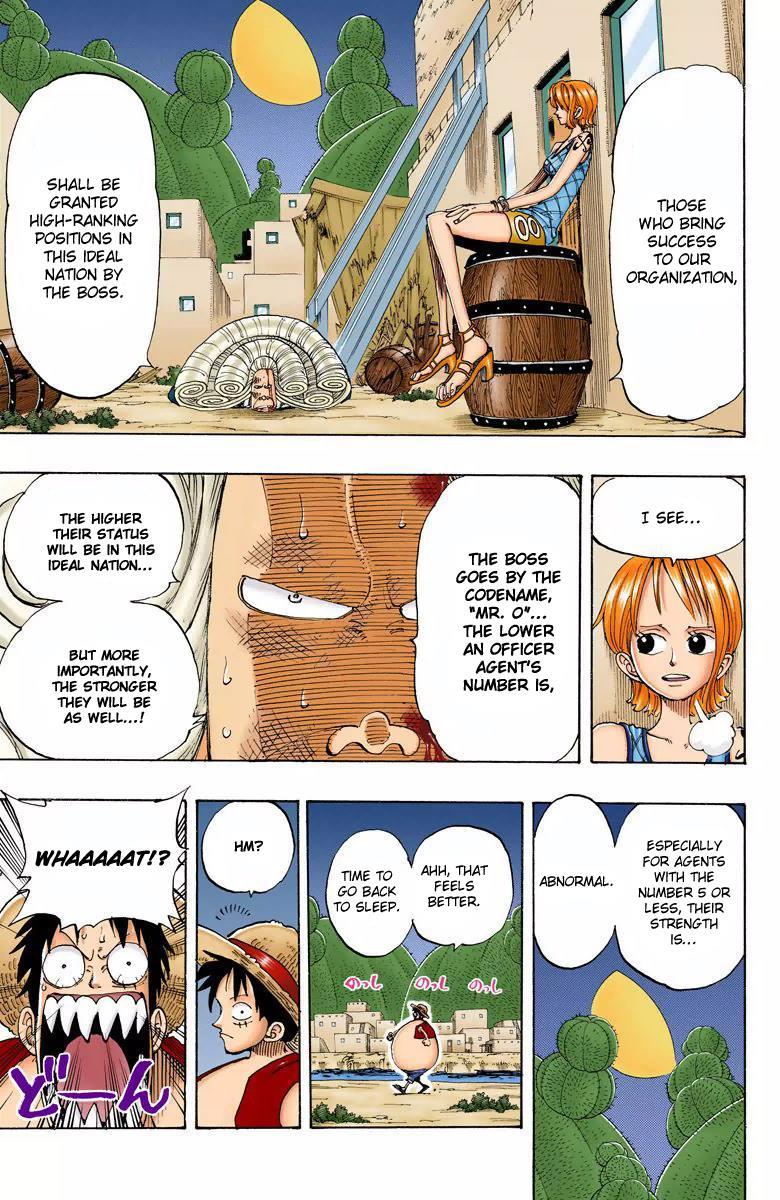 THOSE
WHO BRING
SUCCESS
TO OUR
ORGANIZATION,
SHALL BE
GRANTED
HIGH-RANKING
POSITIONS IN
THIS IDEAL
NATION BY
THE BOSS.
00
I SEE...
THE BOSS
GOES BY THE
CODENAME,
"MR. 0"...
THE LOWER
AN OFFICER
AGENT'S
NUMBER IS,
THE HIGHER
THEIR STATUS
WILL BE IN THIS
IDEAL NATION...
BUT MORE
IMPORTANTLY,
THE STRONGER
THEY WILL BE
AS WELL...!
ESPECIALLY
FOR AGENTS
WITH THE
NUMBER 5 OR
LESS, THEIR
STRENGTH
IS...
ABNORMAL.
AHH, THAT
FEELS
BETTER.
TIME TO
GO BACK
TO SLEEP.
のっし
のっし
のっし
HM?
WHAAAAAT!?
どーん